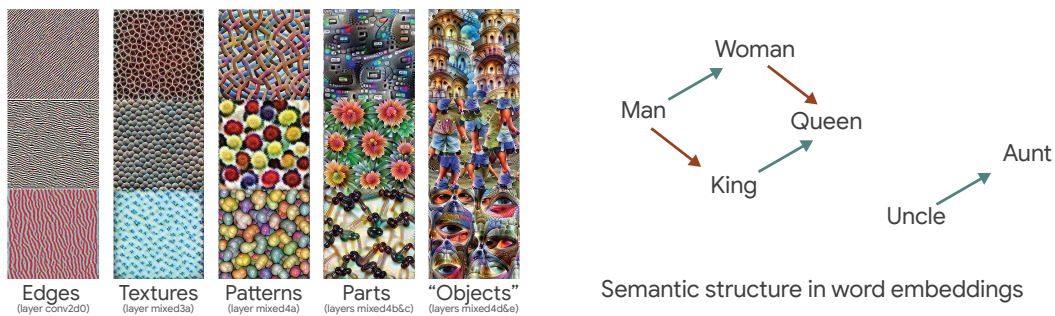 Edges
(layer conv2d0)
Textures
(layer mixed3a)
Patterns
(layer mixed4a)
Parts
(layers mixed4b&c)
“Objects”
(layers mixed4d&e)
Woman
Man
Queen
King
Aunt
Uncle
Semantic structure in word embeddings